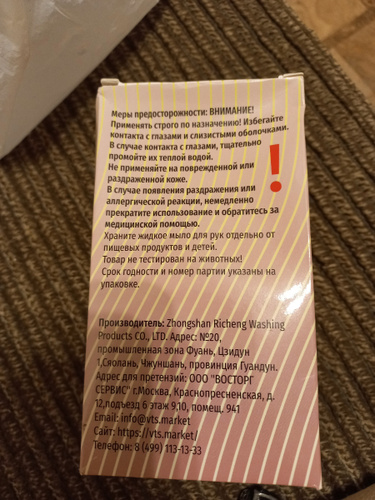 Меры предосторожности: ВНИМАНИЕ!
Применять строго по назначению! Избегайте
контакта с глазами и слизистыми оболочками.
В случае контакта с глазами, тщательно
промойте их теплой водой.
Не применяйте на поврежденной или
раздраженной коже.
В случае появления раздражения или
аллергической реакции, немедленно
прекратите использование и обратитесь за
медицинской помощью.
Храните жидкое мыло для рук отдельно от
пищевых продуктов и детей.
Товар не тестирован на животных!
Срок годности и номер партии указаны на
упаковке.
!
Производитель: Zhongshan Richeng Washing
Products CO., LTD. Адрес: №20,
промышленная зона Фуань, Цзидун
1,Сяолань, Чжуншань, провинция Гуандун.
Адрес для претензий: ООО "ВОСТОРГ
СЕРВИС" г.Москва, Краснопресненская, д.
12,подъезд 6 этаж 9,10, помещ. 941
Email: info@vts.market
Сайт: https://vts.market/
Телефон: 8 (499) 113-13-33